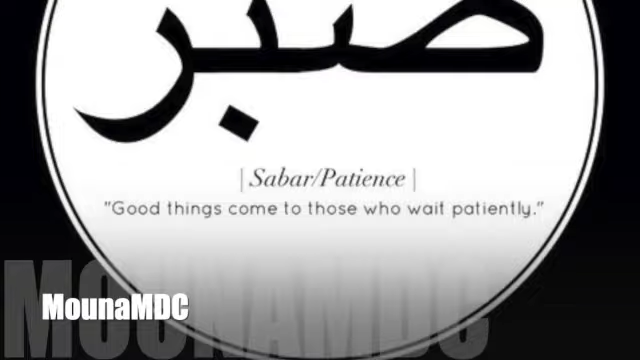 صبر
| Sabar/Patience |
"Good things come to those who wait patiently."
MOUNAMDC
MounaMDC